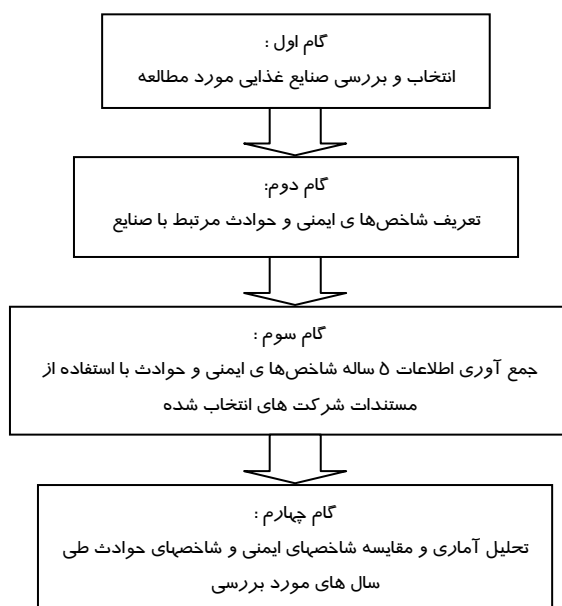 گام اول :
انتخاب و بررسی صنایع غذایی مورد مطالعه
گام دوم:
تعریف شاخص‌ها ی ایمنی و حوادث مرتبط با صنایع
گام سوم :
جمع آوری اطلاعات ۵ ساله شاخص‌ها ی ایمنی و حوادث با استفاده از
مستندات شرکت های انتخاب شده
گام چهارم :
تحلیل آماری و مقایسه شاخصهای ایمنی و شاخصهای حوادث طی
سال های مورد بررسی